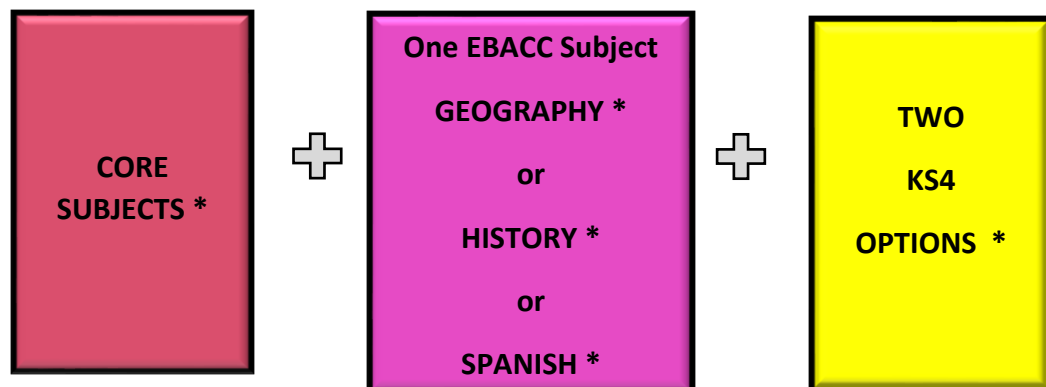 CORE
SUBJECTS *
One EBACC Subject
GEOGRAPHY *
or
HISTORY *
or
SPANISH *
TWO
KS4
OPTIONS *